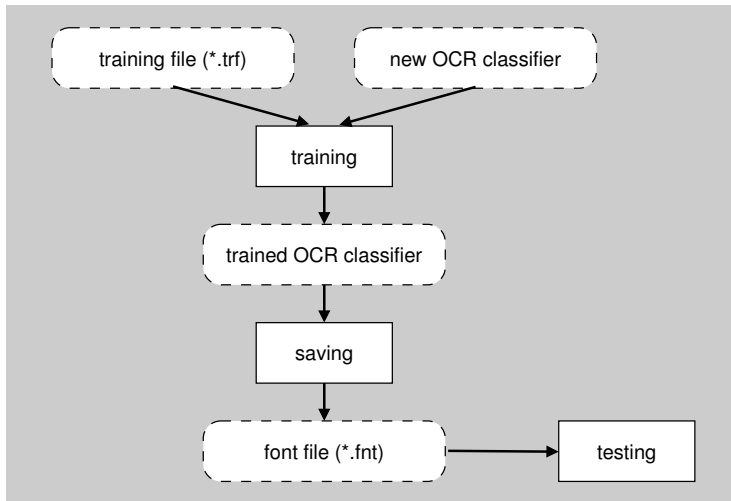 training file (*.trf)
new OCR classifier
training
trained OCR classifier
saving
font file (*.fnt)
testing